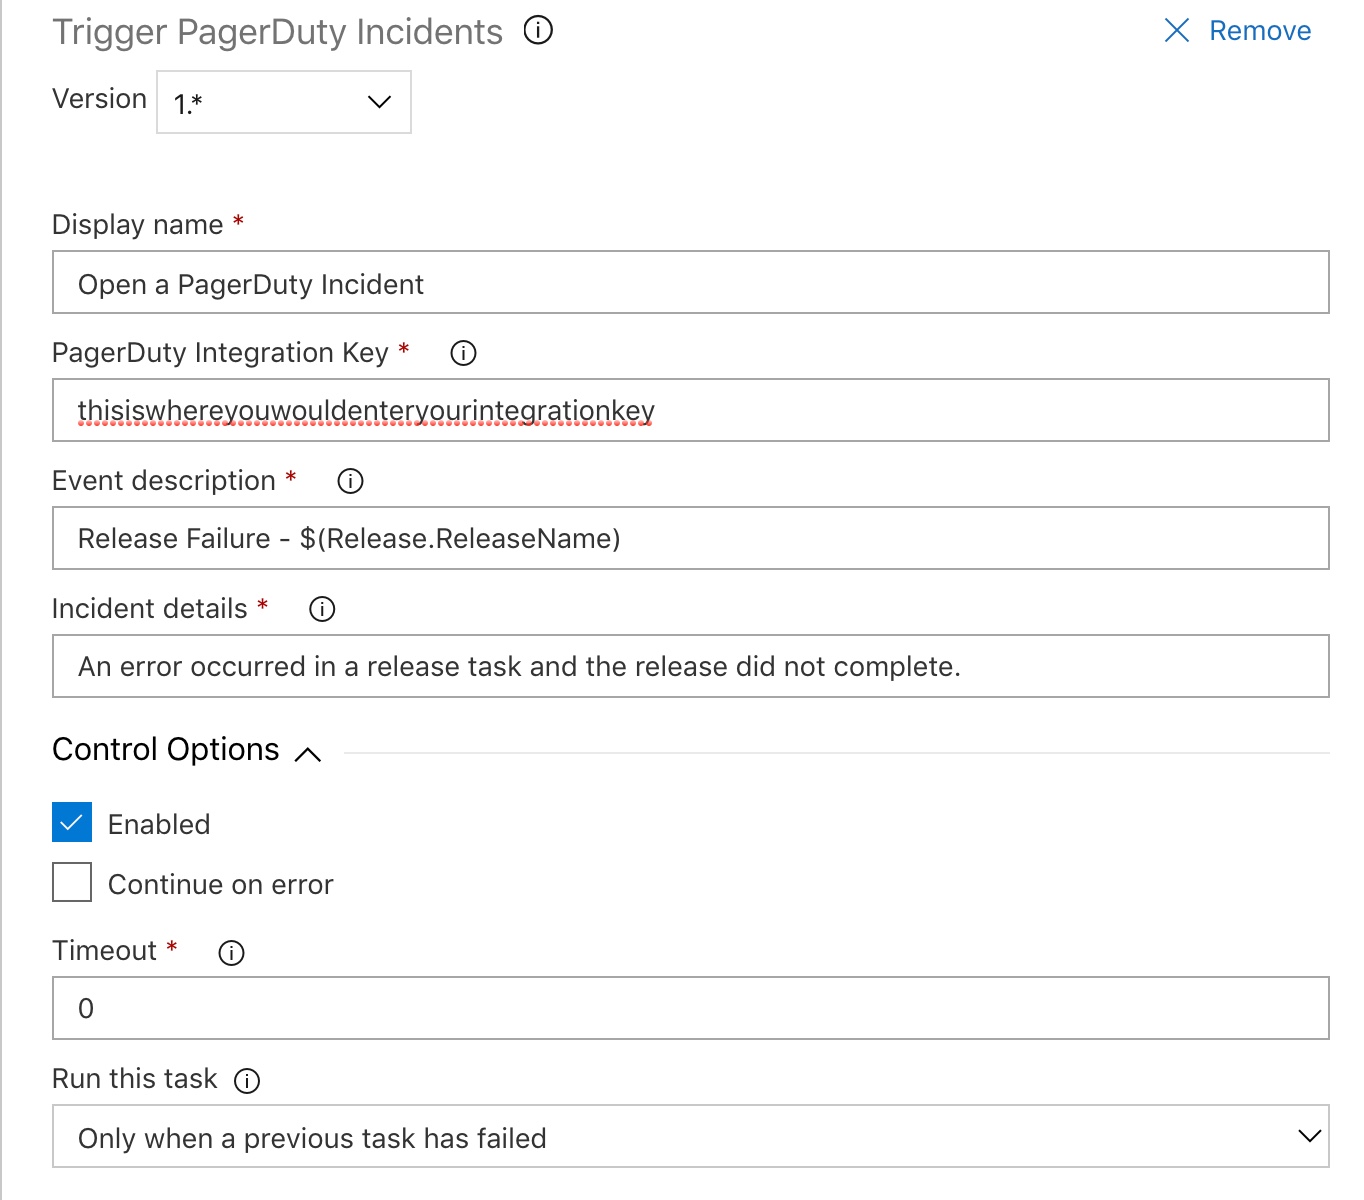 Trigger PagerDuty Incidents
Remove
Version 1.*
Display name *
Open a PagerDuty Incident
PagerDuty Integration Key *
thisiswhereyouwouldenteryourintegrationkey
Event description *
Release Failure - $(Release.ReleaseName)
Incident details *
An error occurred in a release task and the release did not complete.
Control Options
Enabled
Continue on error
Timeout *
0
Run this task
Only when a previous task has failed